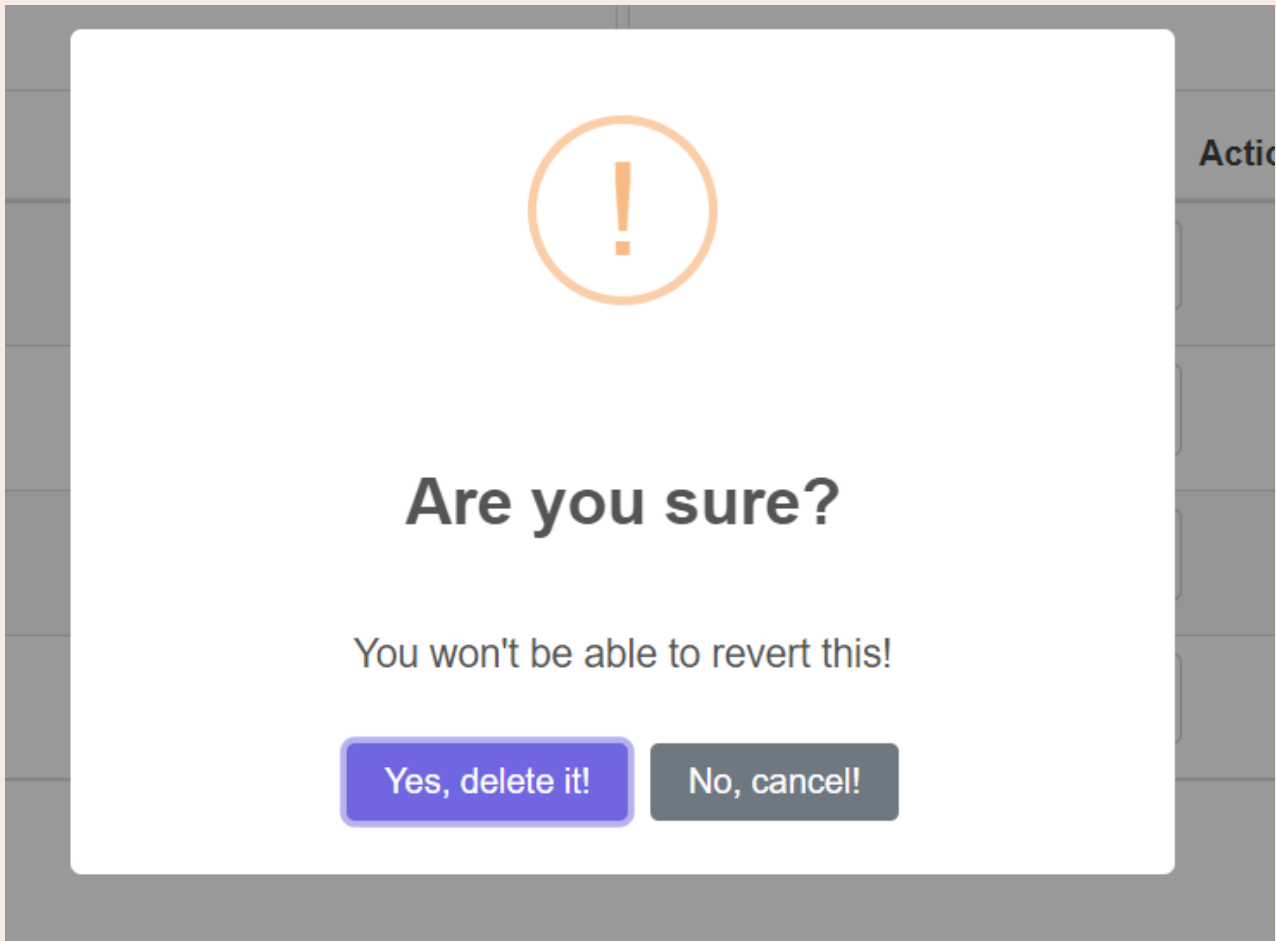 !
Are you sure?
You won't be able to revert this!
Yes, delete it!
No, cancel!